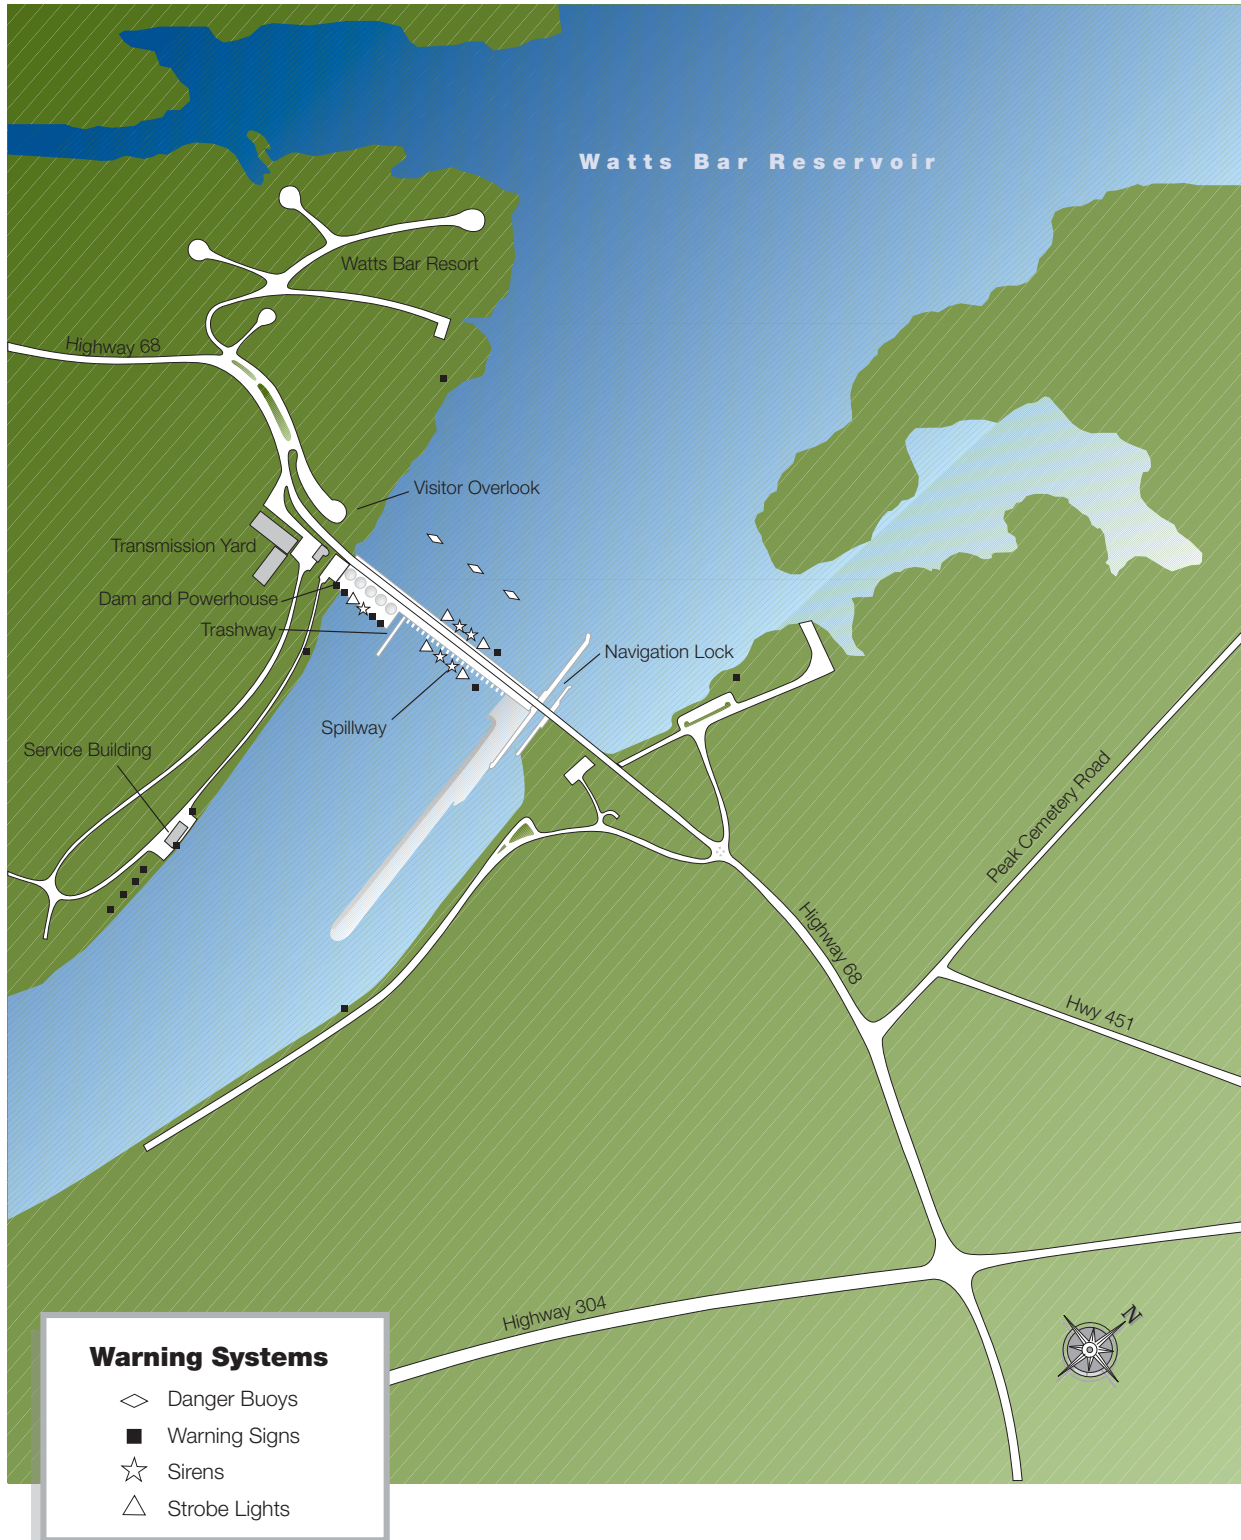 Watts Bar Reservoir
Watts Bar Resort
Highway 68
Visitor Overlook
Transmission Yard
Dam and Powerhouse
Trashway
Navigation Lock
Spillway
Service Building
Peak Cemetery Road
Highway 68
Hwy 451
Highway 304
N
Warning Systems
Danger Buoys
Warning Signs
Sirens
Strobe Lights